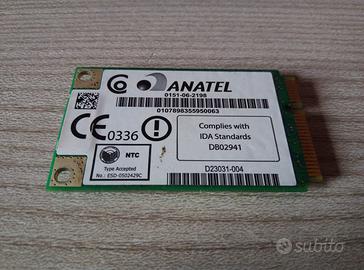 ANATEL
0151-06-2198
0107898355950063
CE 0336
Complies with
IDA Standards
DB02941
NTC
Type Accepted
No.: ESD-0502429C
D23031-004
subito